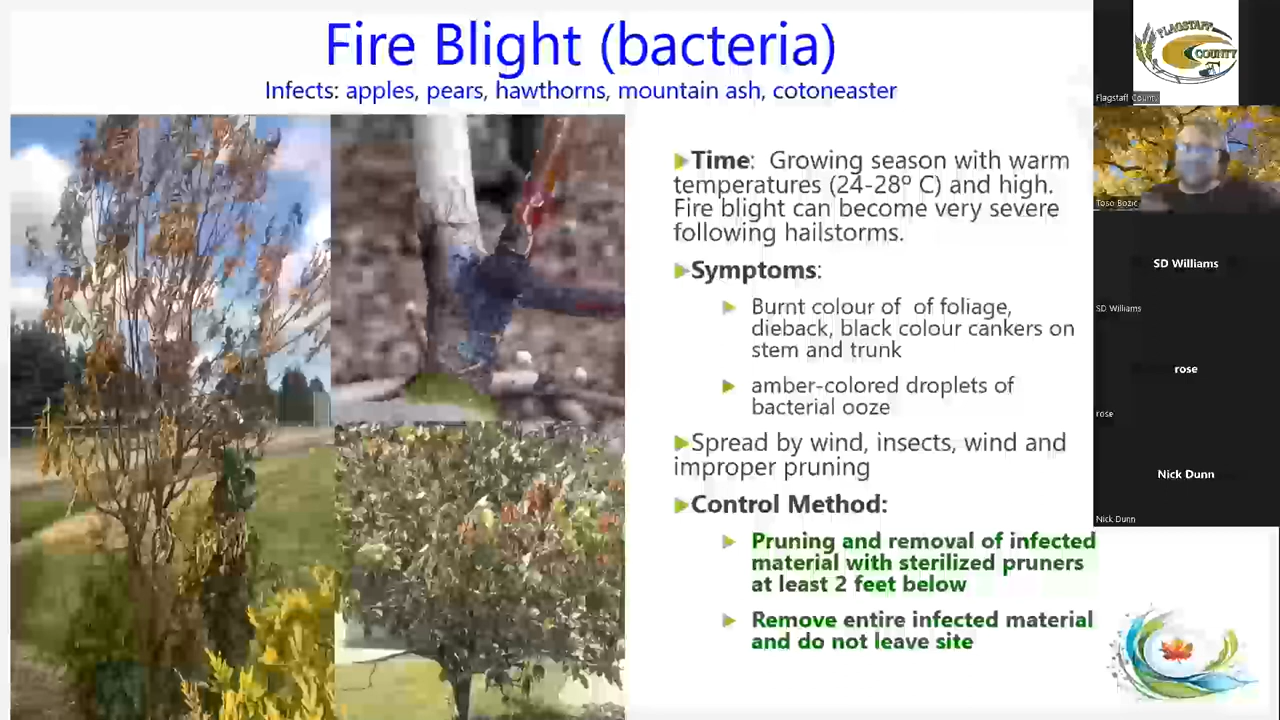 Fire Blight (bacteria)
Infects: apples, pears, hawthorns, mountain ash, cotoneaster
Time: Growing season with warm
temperatures (24-28º C) and high.
Fire blight can become very severe
following hailstorms.
Symptoms:
Burnt colour of of foliage,
dieback, black colour cankers on
stem and trunk
amber-colored droplets of
bacterial ooze
Spread by wind, insects, wind and
improper pruning
Control Method:
Pruning and removal of infected
material with sterilized pruners
at least 2 feet below
Remove entire infected material
and do not leave site
FLAGSTAFF
COUNTY
Flagstaff County
Toso Bozic
SD Williams
SD Williams
rose
rose
Nick Dunn
Nick Dunn